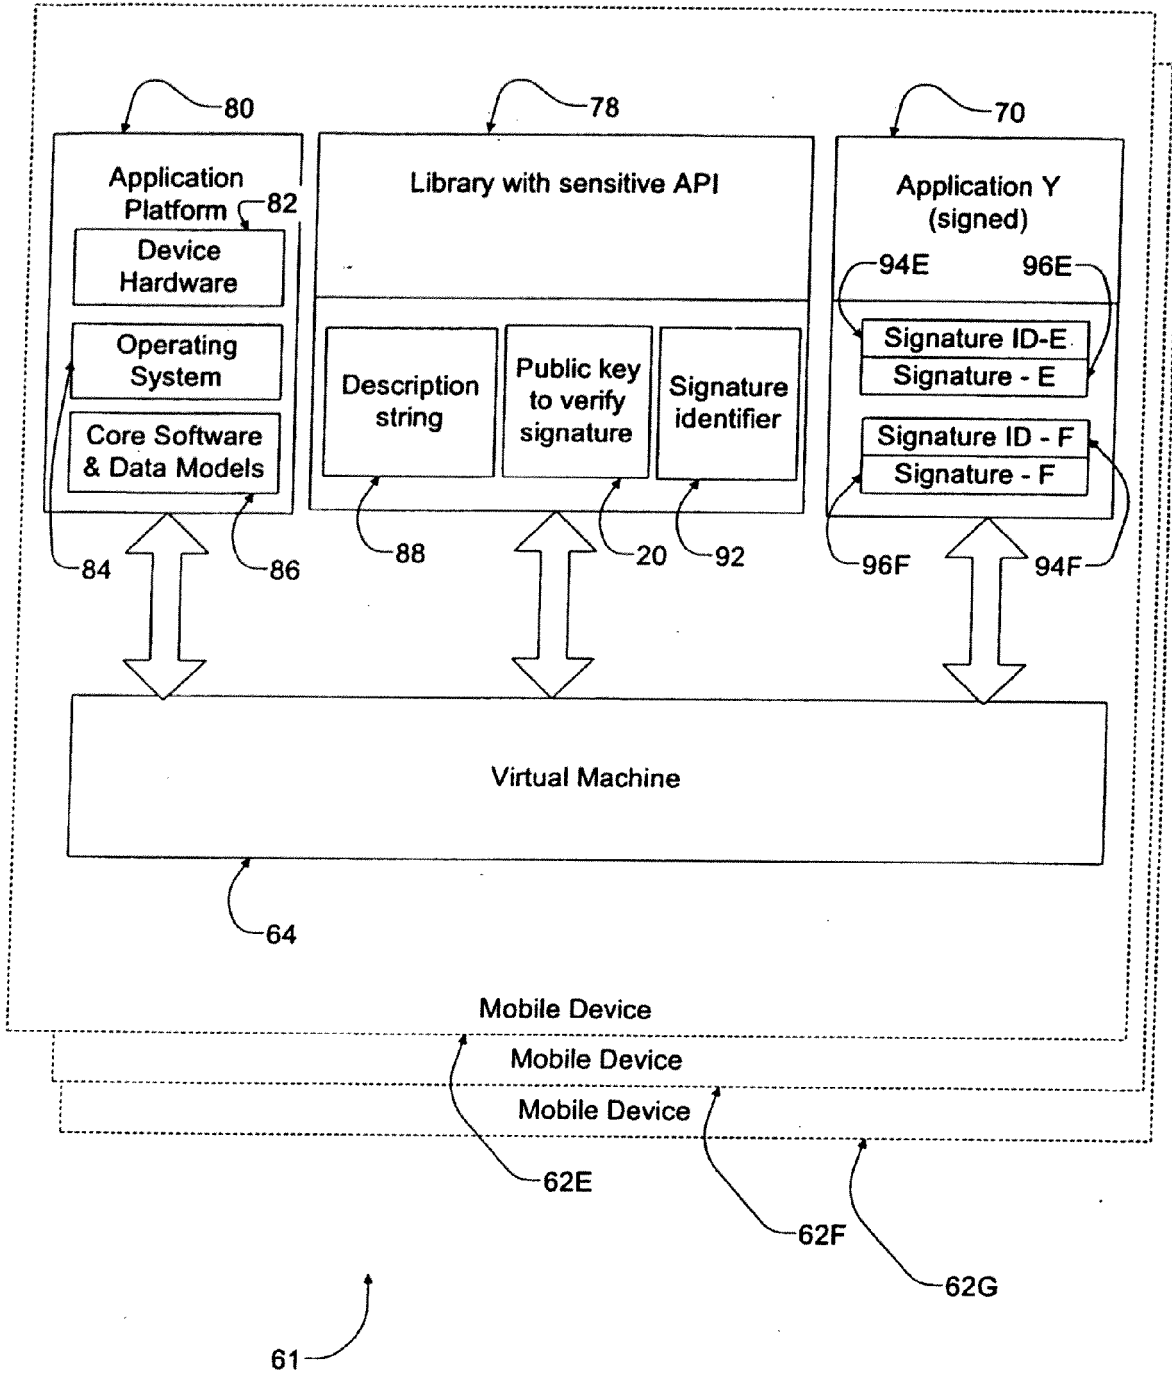 80
78
70
Application
Platform
82
Device
Hardware
Operating
System
Core Software
& Data Models
84
86
Library with sensitive API
Description
string
Public key
to verify
signature
Signature
identifier
88
20
92
Application Y
(signed)
94E
96E
Signature ID-E
Signature - E
Signature ID - F
Signature - F
96F
94F
Virtual Machine
64
Mobile Device
Mobile Device
Mobile Device
62E
62F
62G
61